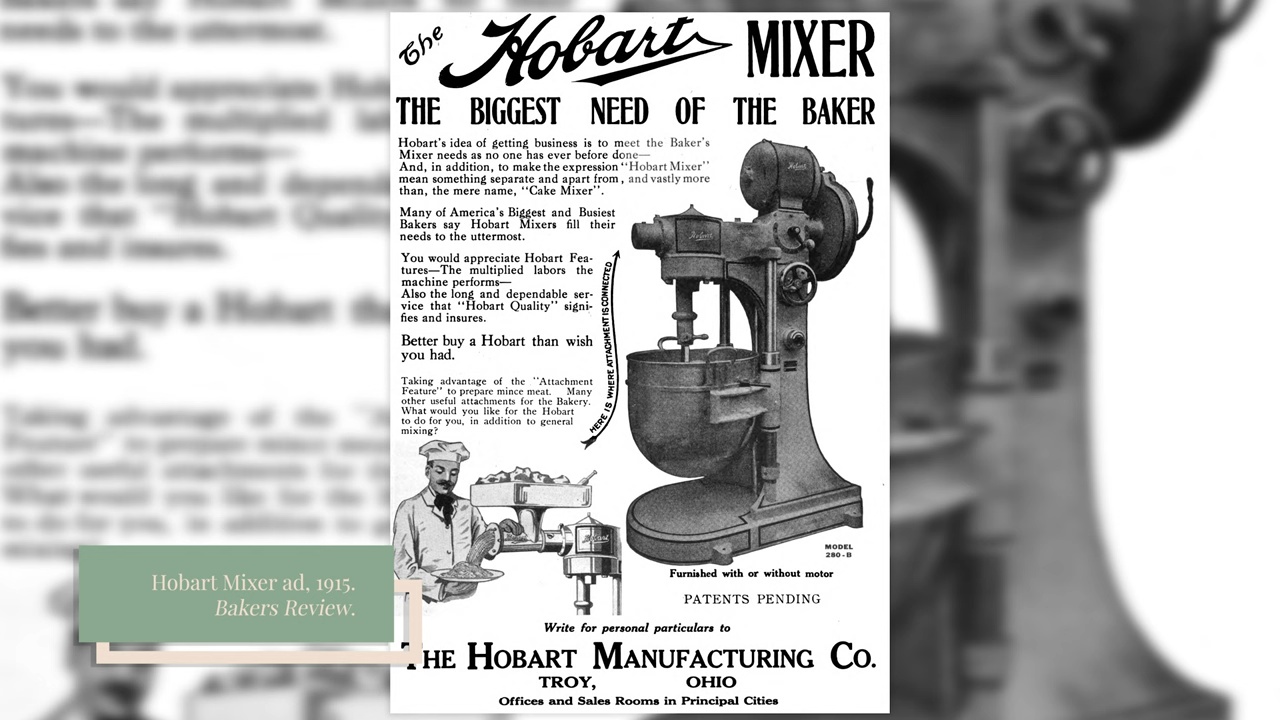 The Hobart MIXER
THE BIGGEST NEED OF THE BAKER
Hobart's idea of getting business is to meet the Baker's
Mixer needs as no one has ever before done—
And, in addition, to make the expression "Hobart Mixer"
mean something separate and apart from, and vastly more
than, the mere name, "Cake Mixer".
Many of America's Biggest and Busiest
Bakers say Hobart Mixers fill their
needs to the uttermost.
You would appreciate Hobart Fea-
tures—The multiplied labors the
machine performs—
Also the long and dependable ser-
vice that "Hobart Quality" signi-
fies and insures.
Better buy a Hobart than wish
you had.
Taking advantage of the "Attachment
Feature" to prepare mince meat. Many
other useful attachments for the Bakery.
What would you like for the Hobart
to do for you, in addition to general
mixing?
HERE IS WHERE ATTACHMENT IS CONNECTED
Hobart
Hobart
Hobart
MODEL
280-B
Furnished with or without motor
PATENTS PENDING
Write for personal particulars to
THE HOBART MANUFACTURING CO.
TROY, OHIO
Offices and Sales Rooms in Principal Cities
Hobart Mixer ad, 1915.
Bakers Review.